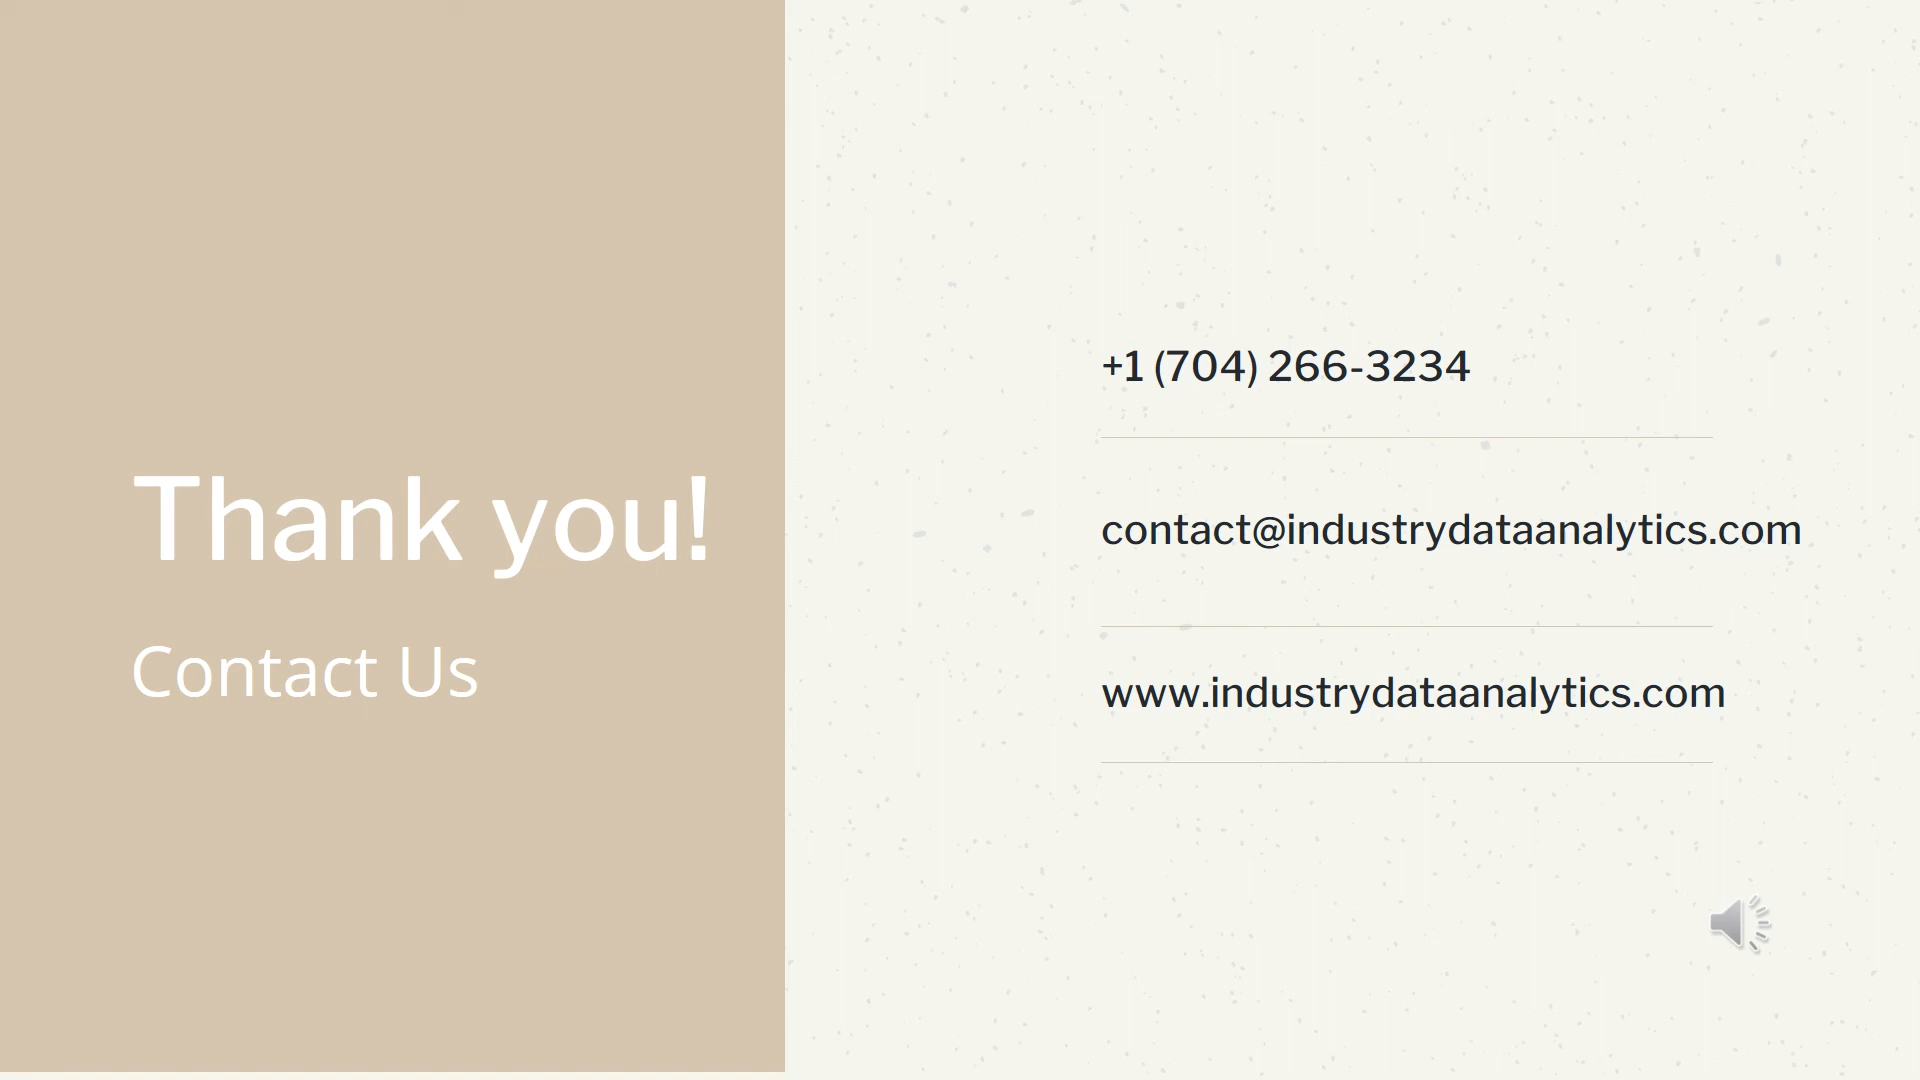 Thank you!
Contact Us
+1 (704) 266-3234
contact@industrydataanalytics.com
www.industrydataanalytics.com